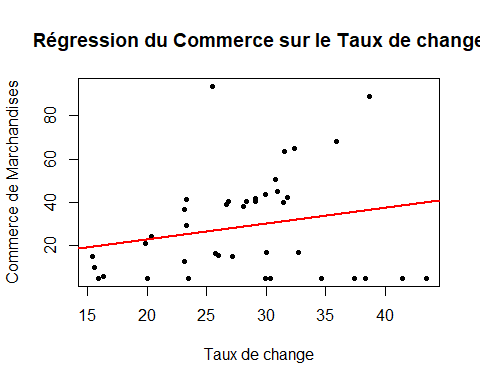 Régression du Commerce sur le Taux de change
Commerce de Marchandises
80
60
40
20
15 20 25 30 35 40
Taux de change